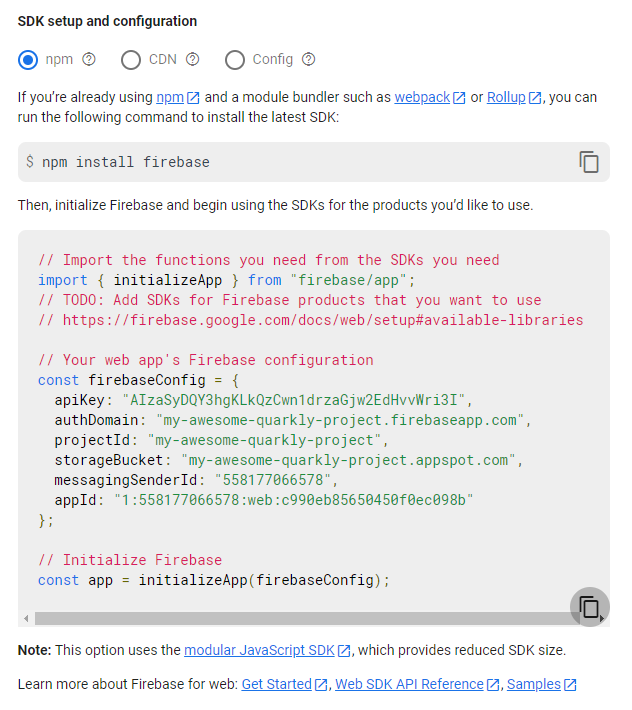 SDK setup and configuration
npm CDN Config
If you’re already using npm and a module bundler such as webpack or Rollup, you can
run the following command to install the latest SDK:
$ npm install firebase
Then, initialize Firebase and begin using the SDKs for the products you’d like to use.
// Import the functions you need from the SDKs you need
import { initializeApp } from "firebase/app";
// TODO: Add SDKs for Firebase products that you want to use
// https://firebase.google.com/docs/web/setup#available-libraries
// Your web app's Firebase configuration
const firebaseConfig = {
  apiKey: "AIzaSyDQY3hgKLkQzCwn1drzaGjw2EdHvvWri3I",
  authDomain: "my-awesome-quarkly-project.firebaseapp.com",
  projectId: "my-awesome-quarkly-project",
  storageBucket: "my-awesome-quarkly-project.appspot.com",
  messagingSenderId: "558177066578",
  appId: "1:558177066578:web:c990eb85650450f0ec098b"
};
// Initialize Firebase
const app = initializeApp(firebaseConfig);
Note: This option uses the modular JavaScript SDK, which provides reduced SDK size.
Learn more about Firebase for web: Get Started, Web SDK API Reference, Samples